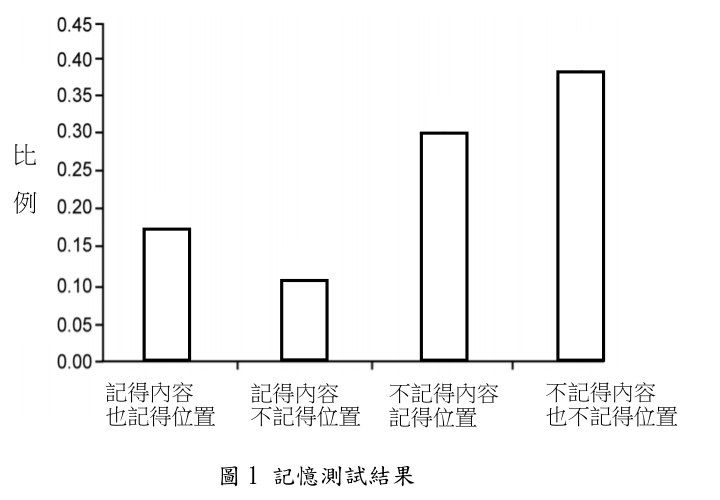 0.45
0.40
0.35
0.30
0.25
0.20
0.15
0.10
0.05
0.00
比
例
記得內容
也記得位置
記得內容
不記得位置
不記得內容
記得位置
不記得內容
也不記得位置
圖 1 記憶測試結果